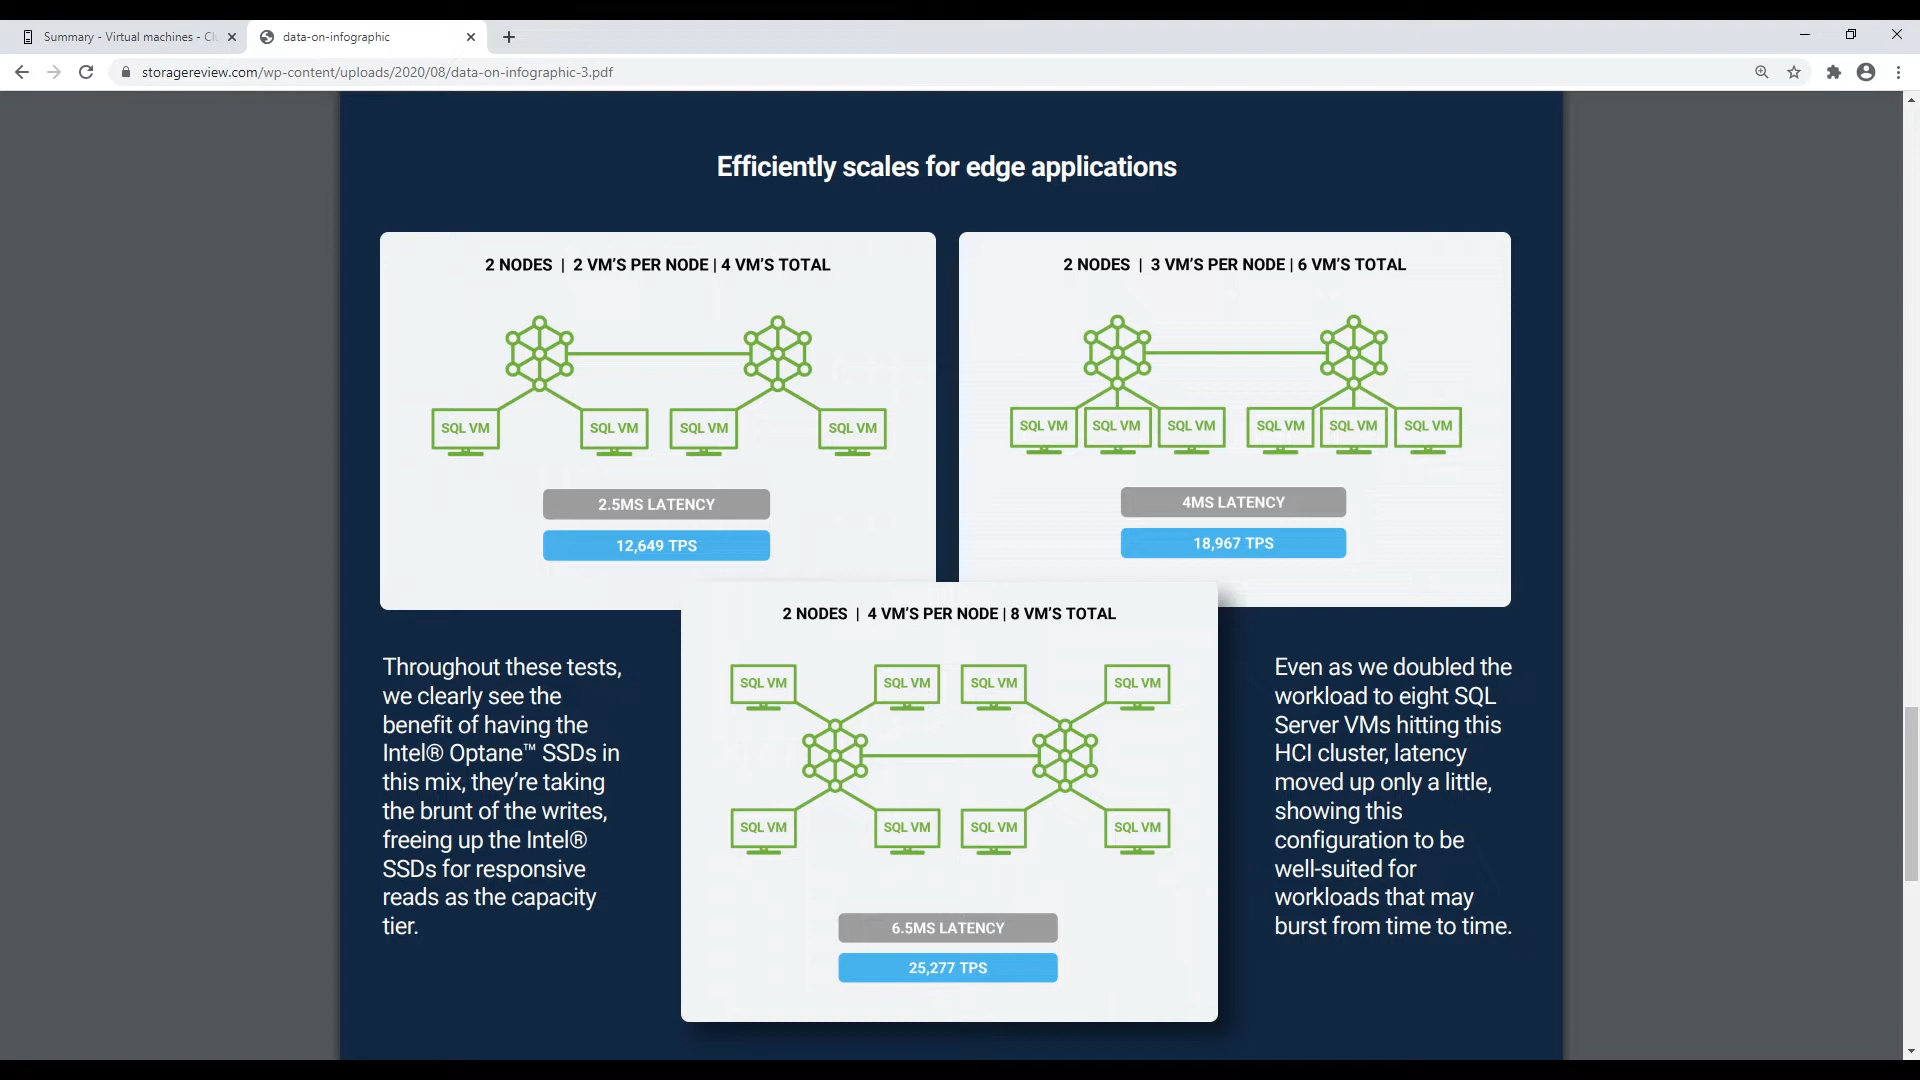 Summary - Virtual machines - Cl
data-on-infographic
storagereview.com/wp-content/uploads/2020/08/data-on-infographic-3.pdf
Efficiently scales for edge applications
2 NODES | 2 VM'S PER NODE | 4 VM'S TOTAL
SQL VM SQL VM SQL VM SQL VM
2.5MS LATENCY
12,649 TPS
2 NODES | 3 VM'S PER NODE | 6 VM'S TOTAL
SQL VM SQL VM SQL VM SQL VM SQL VM SQL VM
4MS LATENCY
18,967 TPS
Throughout these tests,
we clearly see the
benefit of having the
Intel® Optane™ SSDs in
this mix, they're taking
the brunt of the writes,
freeing up the Intel®
SSDs for responsive
reads as the capacity
tier.
2 NODES | 4 VM'S PER NODE | 8 VM'S TOTAL
SQL VM SQL VM SQL VM SQL VM
SQL VM SQL VM SQL VM SQL VM
6.5MS LATENCY
25,277 TPS
Even as we doubled the
workload to eight SQL
Server VMs hitting this
HCI cluster, latency
moved up only a little,
showing this
configuration to be
well-suited for
workloads that may
burst from time to time.